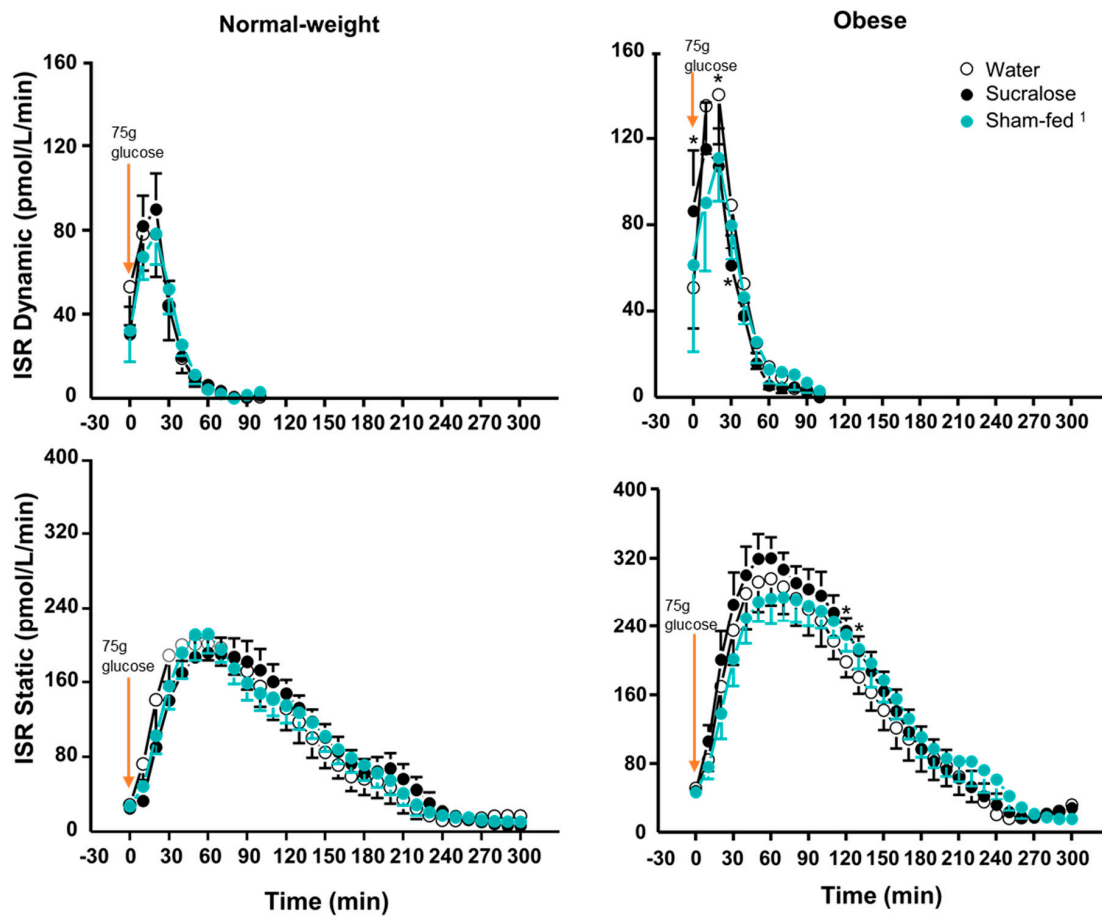 Normal-weight
Obese
ISR Dynamic (pmol/L/min)
160
120
80
40
0
75g
glucose
-30 0 30 60 90 120 150 180 210 240 270 300
160
120
80
40
0
75g
glucose
*
*
*
Water
Sucralose
Sham-fed ¹
-30 0 30 60 90 120 150 180 210 240 270 300
ISR Static (pmol/L/min)
400
320
240
160
80
0
75g
glucose
-30 0 30 60 90 120 150 180 210 240 270 300
Time (min)
400
320
240
160
80
0
75g
glucose
*
*
-30 0 30 60 90 120 150 180 210 240 270 300
Time (min)